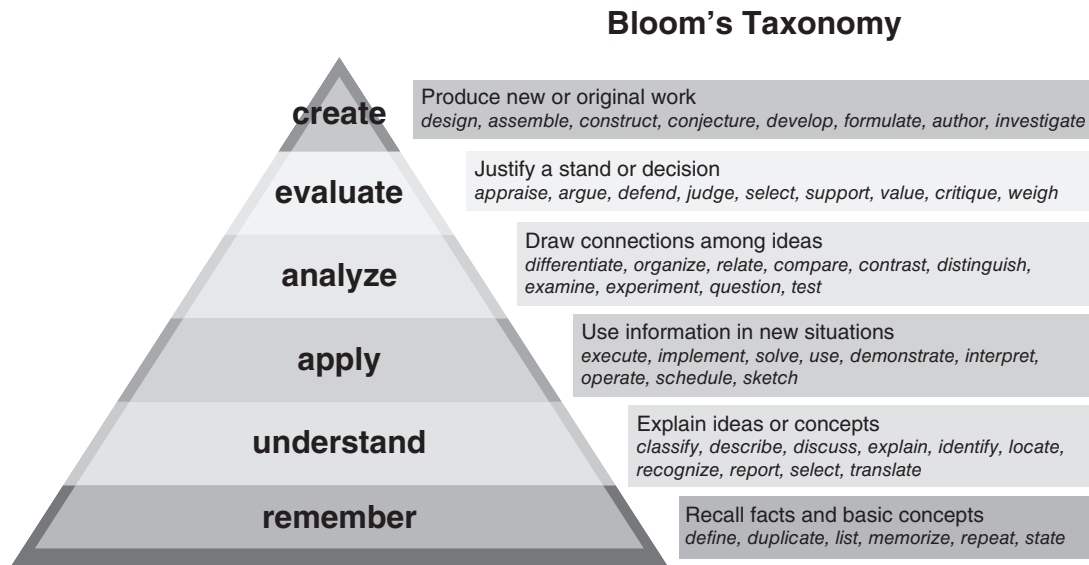 Bloom’s Taxonomy
create
Produce new or original work
design, assemble, construct, conjecture, develop, formulate, author, investigate
evaluate
Justify a stand or decision
appraise, argue, defend, judge, select, support, value, critique, weigh
analyze
Draw connections among ideas
differentiate, organize, relate, compare, contrast, distinguish,
examine, experiment, question, test
apply
Use information in new situations
execute, implement, solve, use, demonstrate, interpret,
operate, schedule, sketch
understand
Explain ideas or concepts
classify, describe, discuss, explain, identify, locate,
recognize, report, select, translate
remember
Recall facts and basic concepts
define, duplicate, list, memorize, repeat, state